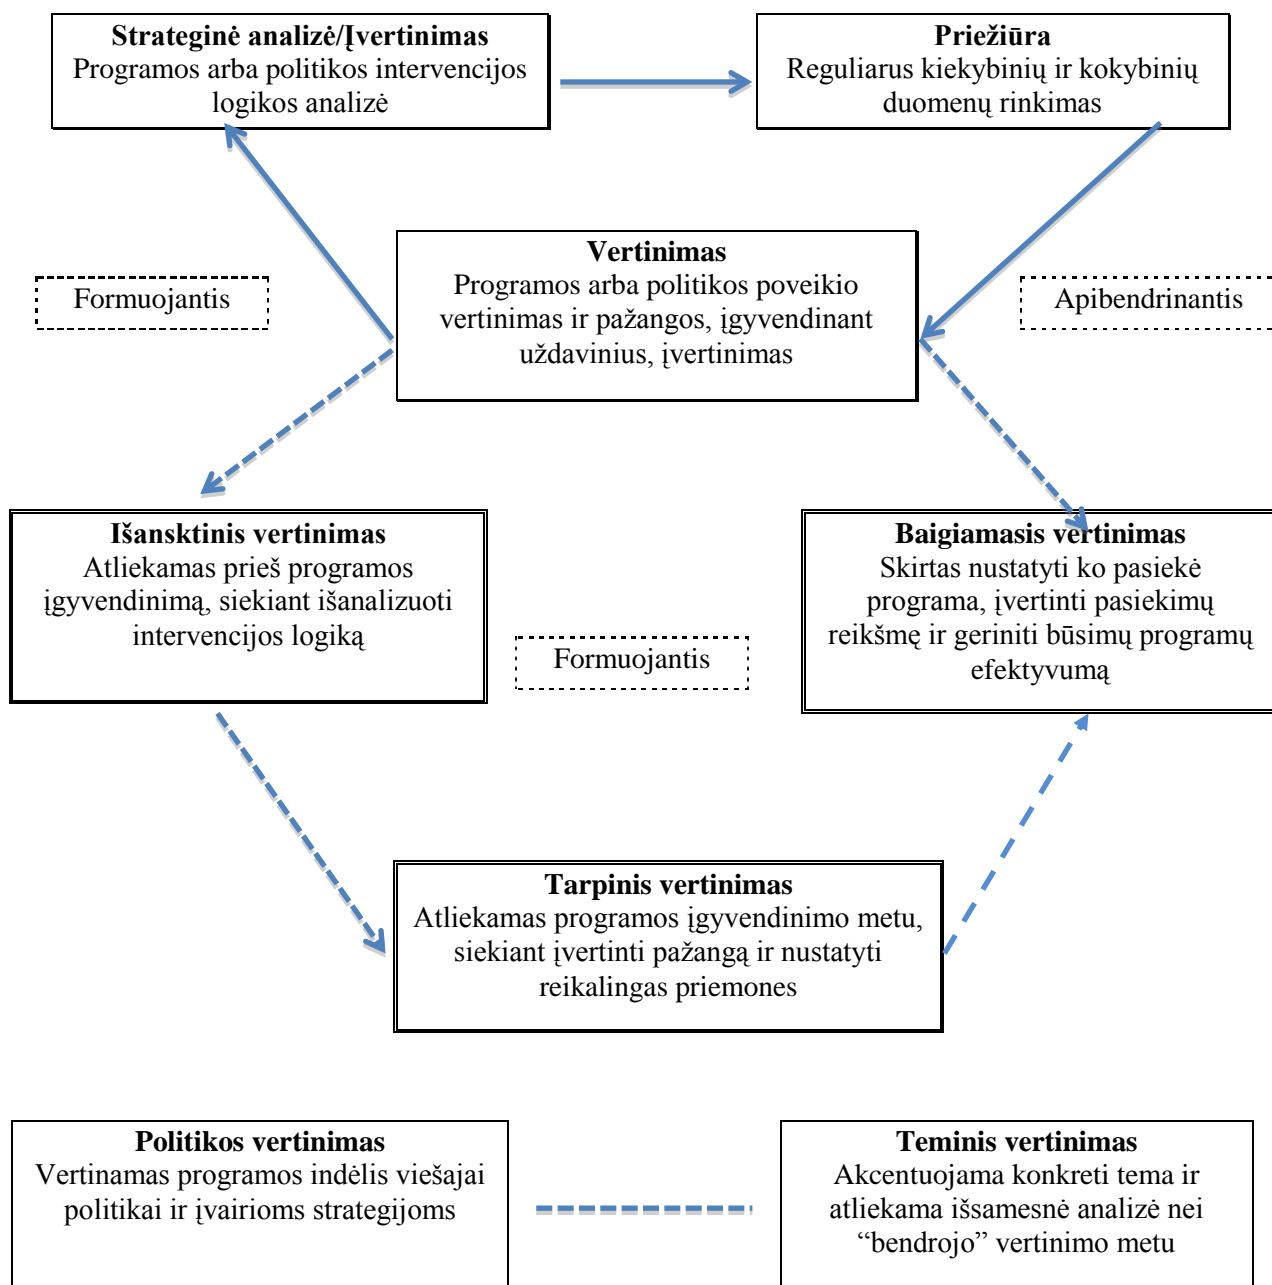 Strateginė analizė/Įvertinimas
Programos arba politikos intervencijos
logikos analizė
Priežiūra
Reguliarus kiekybinių ir kokybinių
duomenų rinkimas
Vertinimas
Programos arba politikos poveikio
vertinimas ir pažangos, įgyvendinant
uždavinius, įvertinimas
Formuojantis
Apibendrinantis
Išansktinis vertinimas
Atliekamas prieš programos
įgyvendinimą, siekiant išanalizuoti
intervencijos logiką
Baigiamasis vertinimas
Skirtas nustatyti ko pasiekė
programa, įvertinti pasiekimų
reikšmę ir geriniti būsimų programų
efektyvumą
Formuojantis
Tarpinis vertinimas
Atliekamas programos įgyvendinimo metu,
siekiant įvertinti pažangą ir nustatyti
reikalingas priemones
Politikos vertinimas
Vertinamas programos indėlis viešajai
politikai ir įvairioms strategijoms
Teminis vertinimas
Akcentuojama konkreti tema ir
atliekama išsamesnė analizė nei
“bendrojo” vertinimo metu